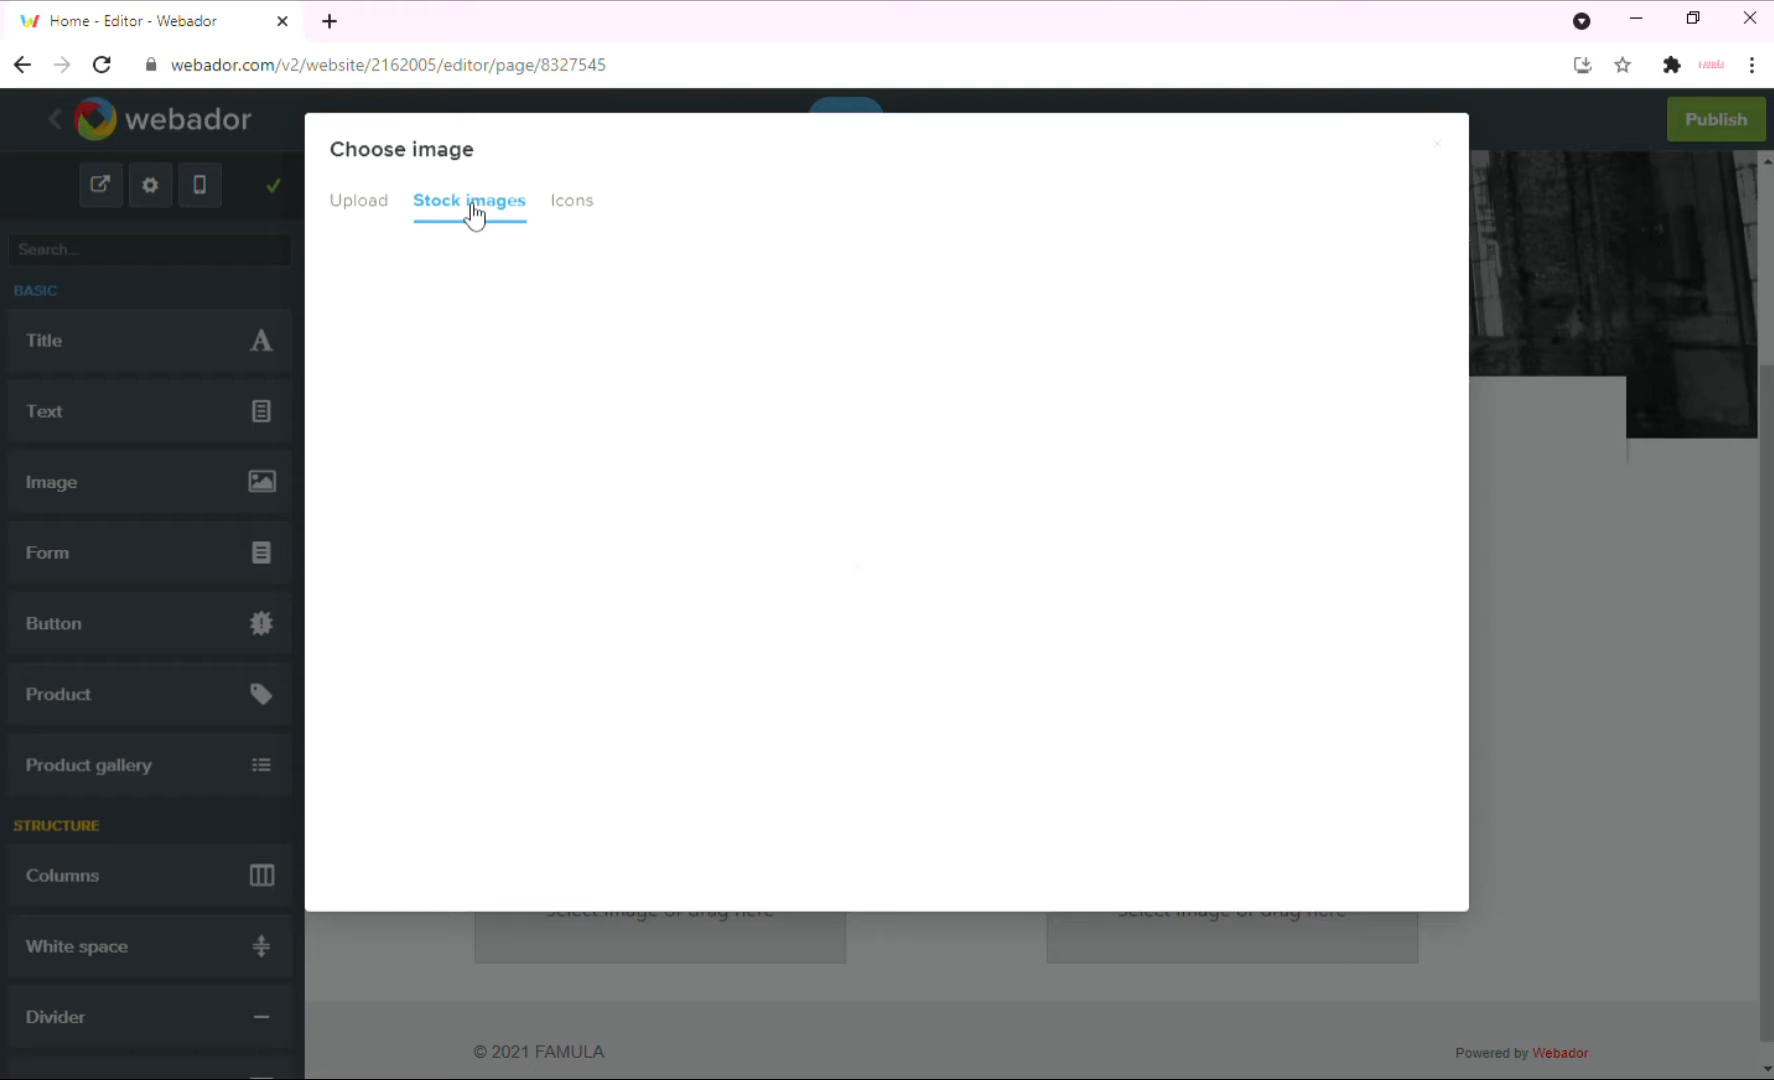 Home - Editor - Webador
webador.com/v2/website/2162005/editor/page/8327545
webador
Publish
Choose image
Upload Stock images Icons
Search...
BASIC
Title
Text
Image
Form
Button
Product
Product gallery
STRUCTURE
Columns
White space
Divider
Select image or drag here Select image or drag here
© 2021 FAMULA
Powered by Webador